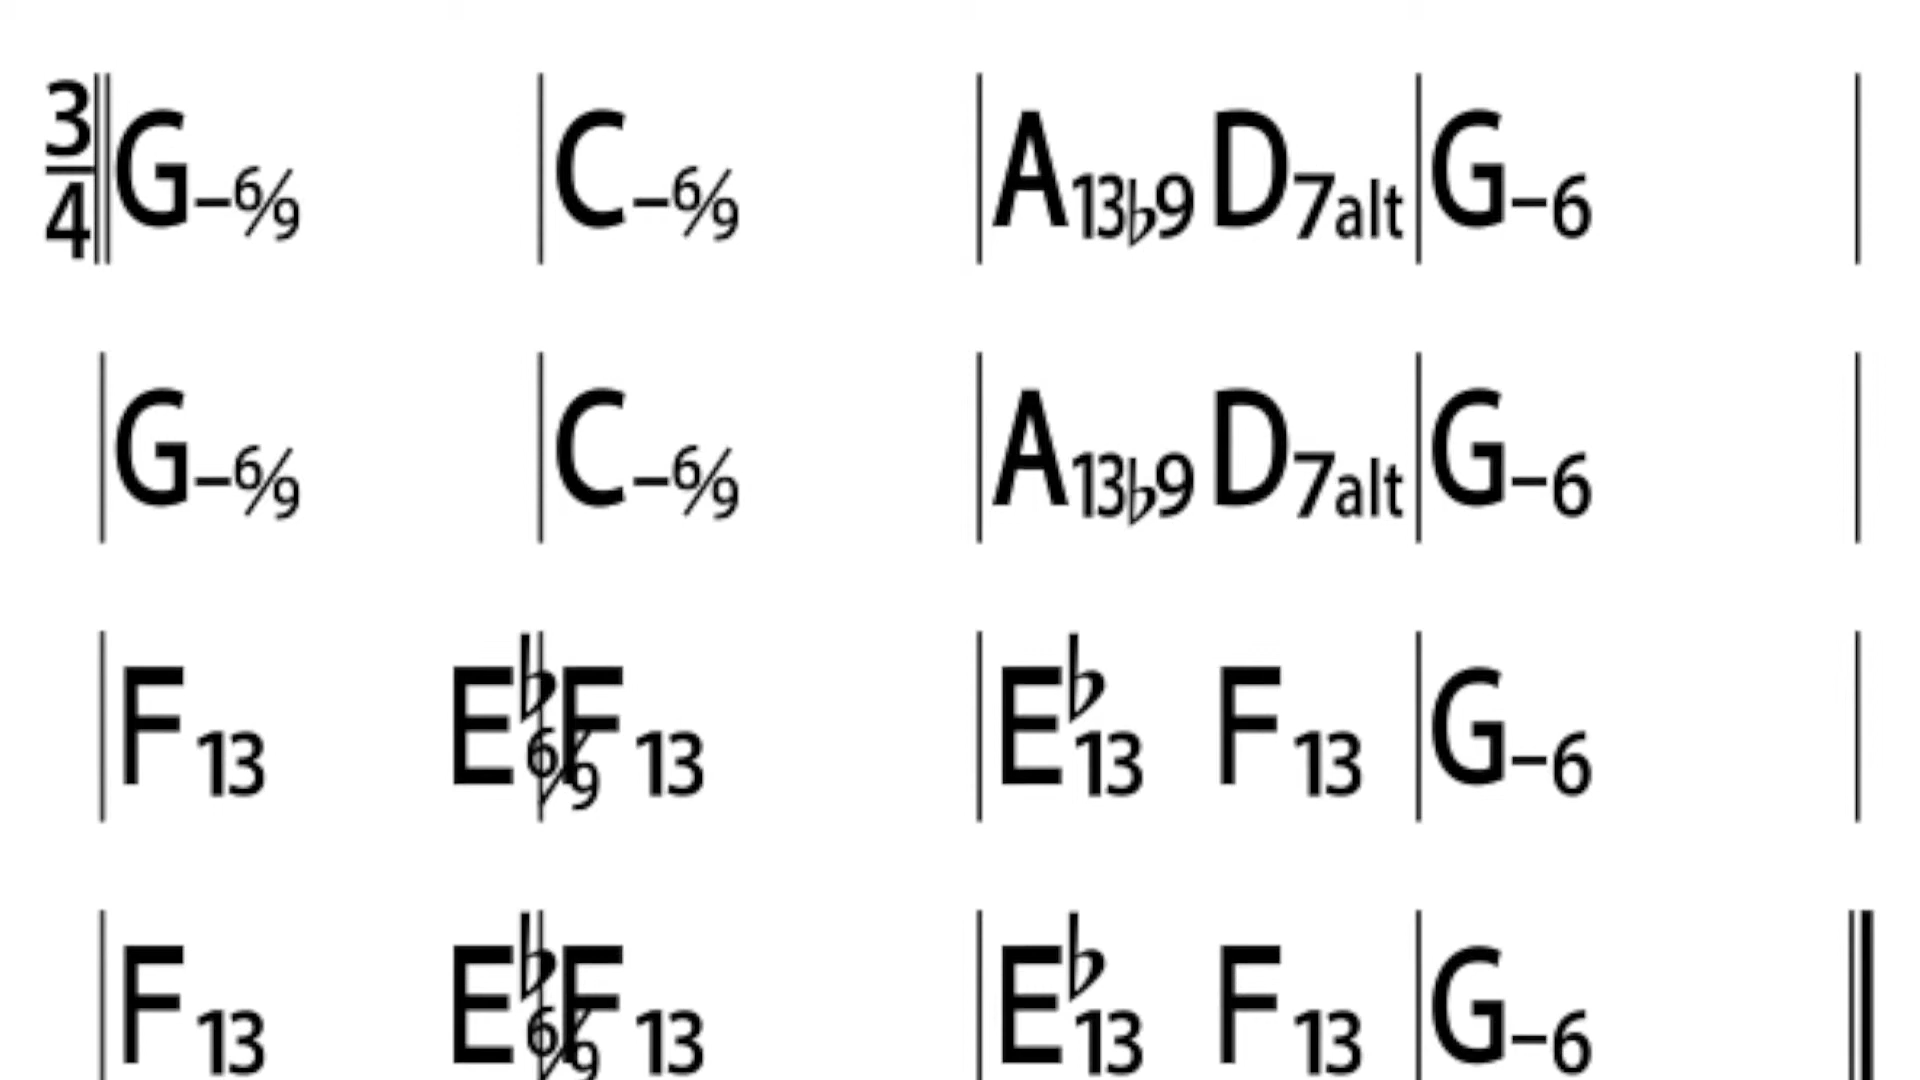 3/4 G–6/9 C–6/9 A13♭9 D7alt G–6
G–6/9 C–6/9 A13♭9 D7alt G–6
F13 E♭6/9 F13 E♭13 F13 G–6
F13 E♭6/9 F13 E♭13 F13 G–6